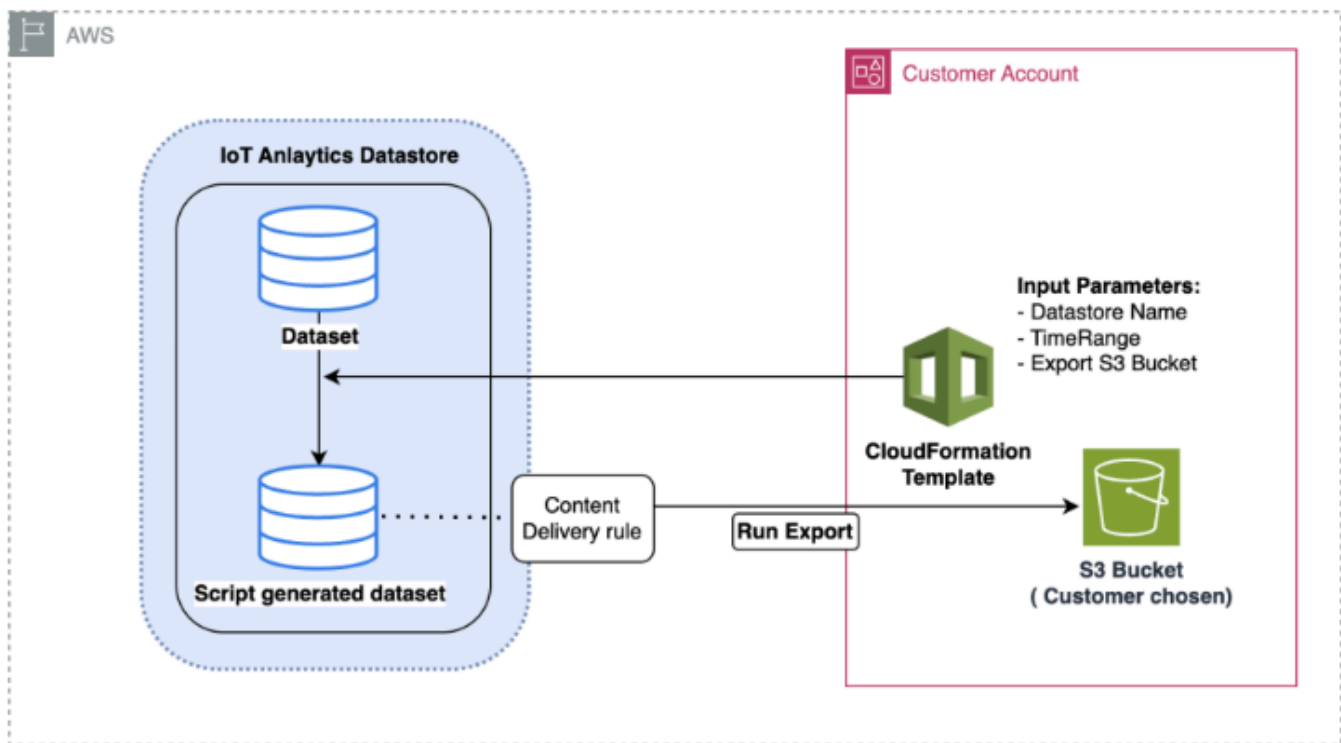 AWS
Customer Account
IoT Anlaytics Datastore
Dataset
Input Parameters:
- Datastore Name
- TimeRange
- Export S3 Bucket
CloudFormation
Template
Content
Delivery rule
Run Export
Script generated dataset
S3 Bucket
( Customer chosen)